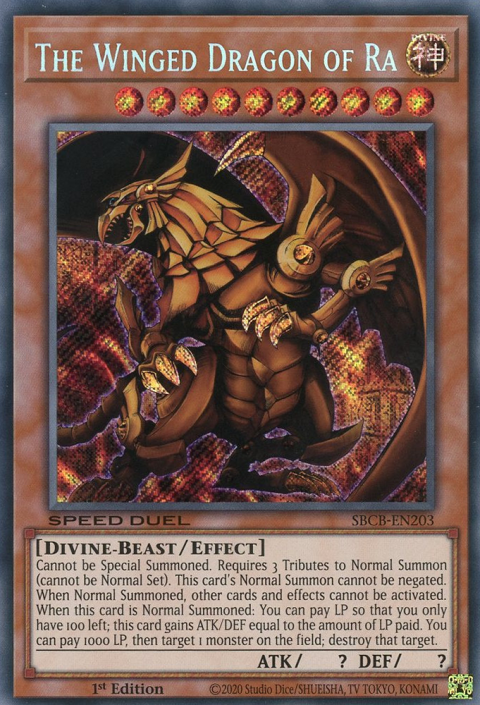 THE WINGED DRAGON OF RA
DIVINE
神
SPEED DUEL
SBCB-EN203
[DIVINE-BEAST/EFFECT]
Cannot be Special Summoned. Requires 3 Tributes to Normal Summon
(cannot be Normal Set). This card's Normal Summon cannot be negated.
When Normal Summoned, other cards and effects cannot be activated.
When this card is Normal Summoned: You can pay LP so that you only
have 100 left; this card gains ATK/DEF equal to the amount of LP paid. You
can pay 1000 LP, then target 1 monster on the field; destroy that target.
ATK/ ? DEF/ ?
1st Edition
©2020 Studio Dice/SHUEISHA, TV TOKYO, KONAMI